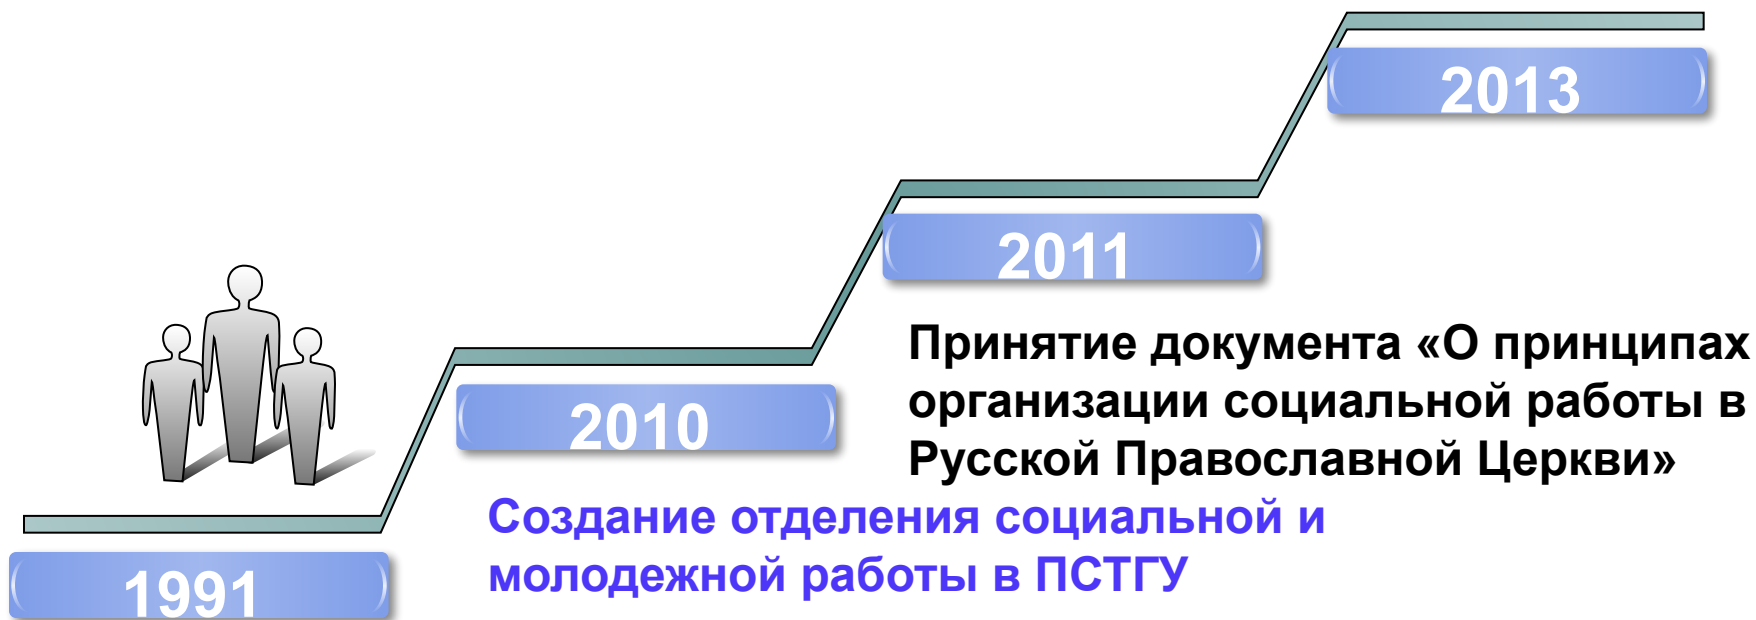 2013
2011
Принятие документа «О принципах
организации социальной работы в
Русской Православной Церкви»
2010
Создание отделения социальной и
молодежной работы в ПСТГУ
1991